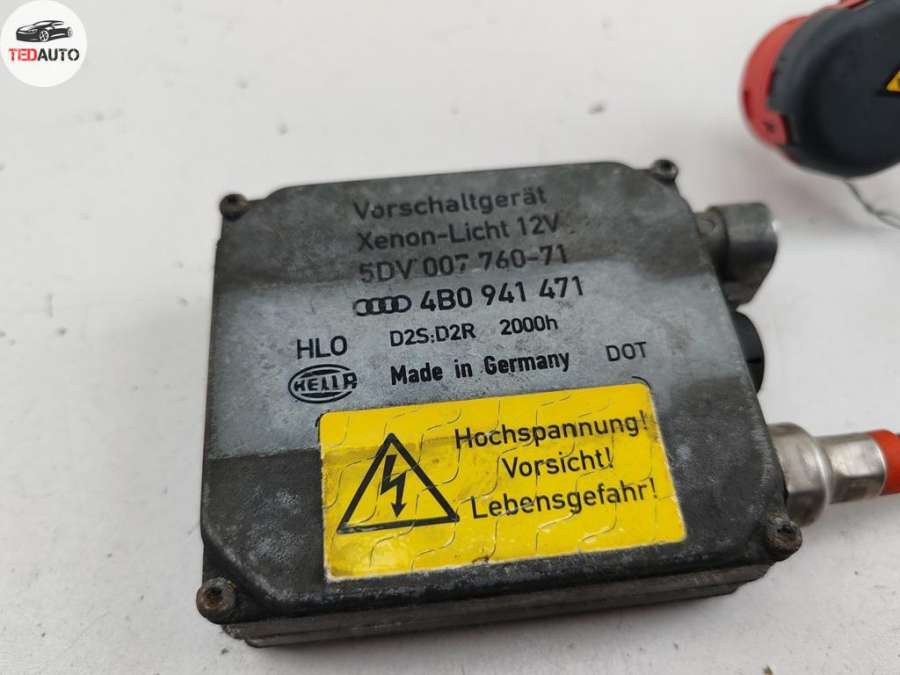 TEDAUTO
Vorschaltgerät
Xenon-Licht 12V
5DV 007 760-71
4B0 941 471
HLO D2S:D2R 2000h
HELLA Made in Germany DOT
Hochspannung!
Vorsicht!
Lebensgefahr!